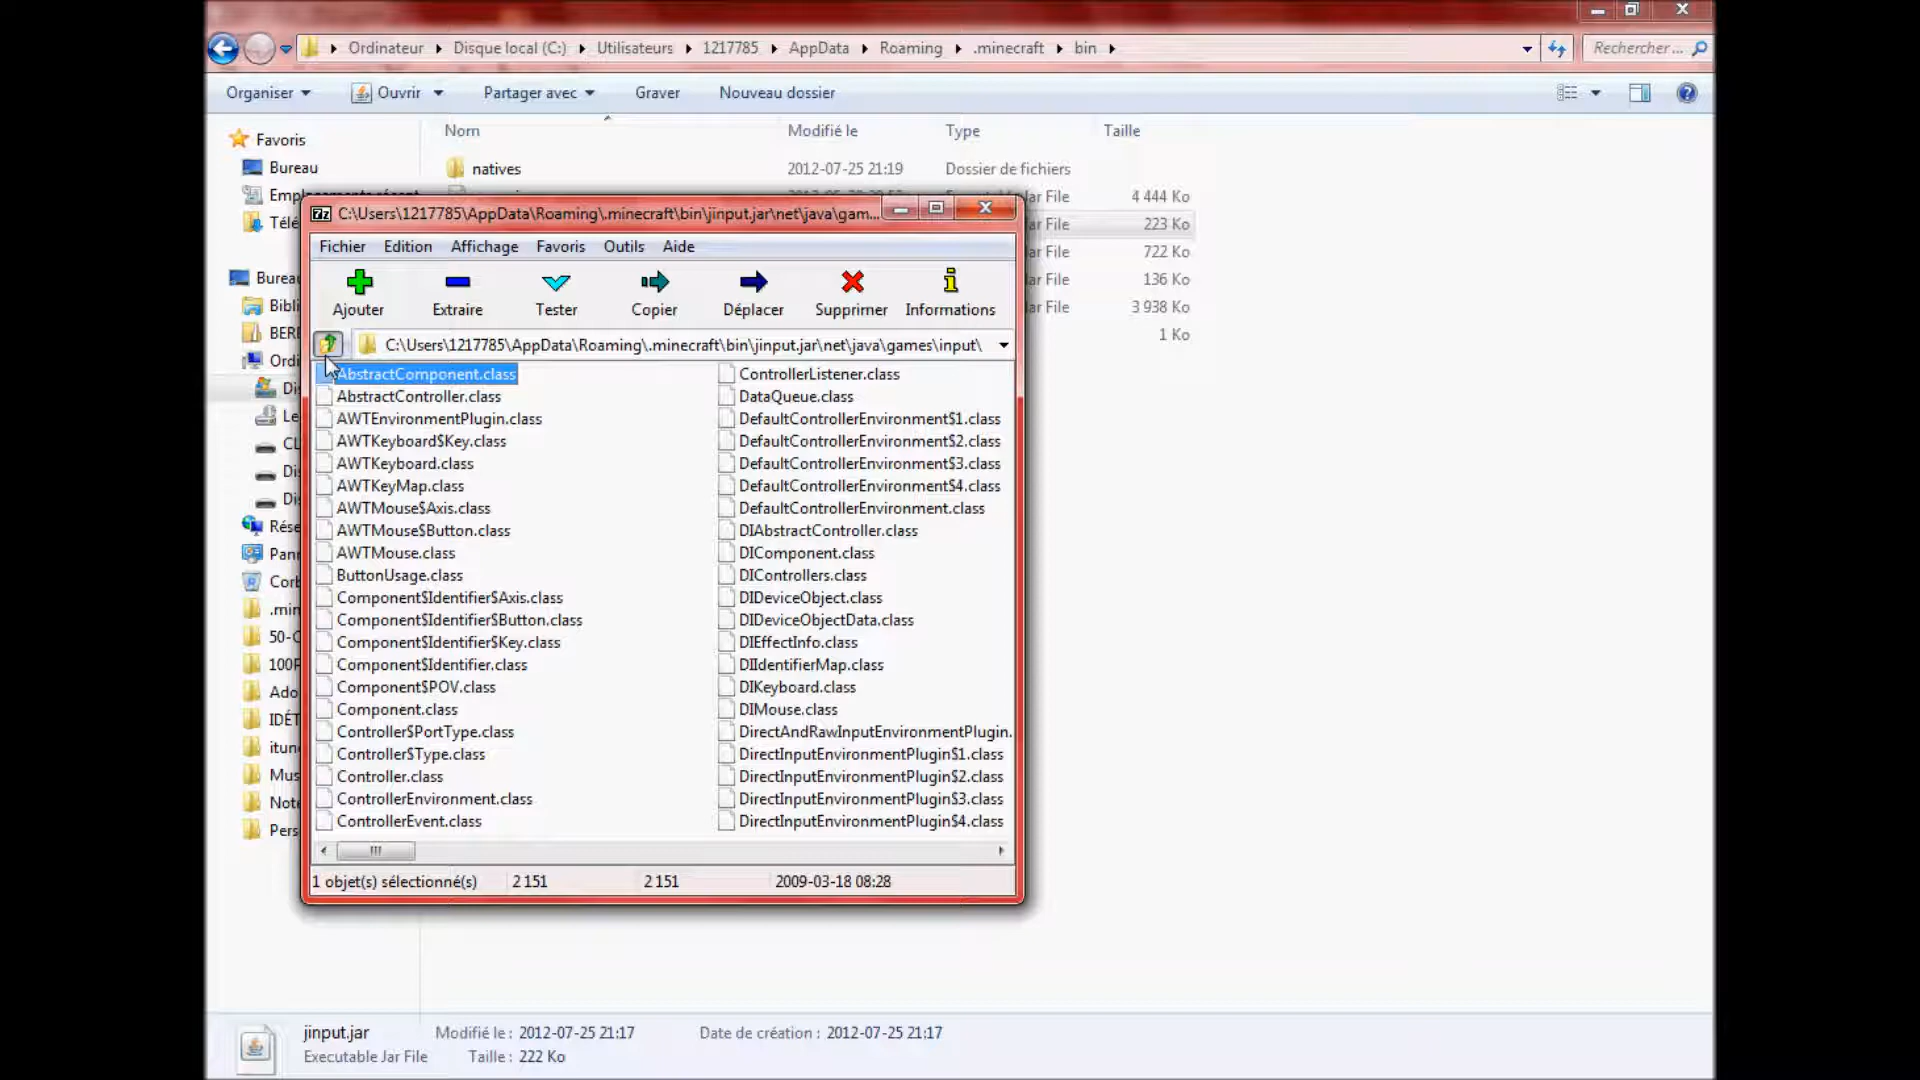 Ordinateur Disque local (C:) Utilisateurs 1217785 AppData Roaming .minecraft bin
Rechercher ...
Organiser Ouvrir Partager avec Graver Nouveau dossier
Nom Modifié le Type Taille
Favoris
Bureau
natives 2012-07-25 21:19 Dossier de fichiers
4 444 Ko
Jar File 223 Ko
722 Ko
136 Ko
3 938 Ko
1 Ko
Bureau
7z C:\Users\1217785\AppData\Roaming\.minecraft\bin\jinput.jar\net\java\gam...
Fichier Edition Affichage Favoris Outils Aide
Ajouter Extraire Tester Copier Déplacer Supprimer Informations
C:\Users\1217785\AppData\Roaming\.minecraft\bin\jinput.jar\net\java\games\input\
AbstractComponent.class
AbstractController.class
AWTEnvironmentPlugin.class
AWTKeyboard$Key.class
AWTKeyboard.class
AWTKeyMap.class
AWTMouse$Axis.class
AWTMouse$Button.class
AWTMouse.class
ButtonUsage.class
Component$Identifier$Axis.class
Component$Identifier$Button.class
Component$Identifier$Key.class
Component$Identifier.class
Component$POV.class
Component.class
Controller$PortType.class
Controller$Type.class
Controller.class
ControllerEnvironment.class
ControllerEvent.class
ControllerListener.class
DataQueue.class
DefaultControllerEnvironment$1.class
DefaultControllerEnvironment$2.class
DefaultControllerEnvironment$3.class
DefaultControllerEnvironment$4.class
DefaultControllerEnvironment.class
DIAbstractController.class
DIComponent.class
DIControllers.class
DIDeviceObject.class
DIDeviceObjectData.class
DIEffectInfo.class
DIIdentifierMap.class
DIKeyboard.class
DIMouse.class
DirectAndRawInputEnvironmentPlugin.
DirectInputEnvironmentPlugin$1.class
DirectInputEnvironmentPlugin$2.class
DirectInputEnvironmentPlugin$3.class
DirectInputEnvironmentPlugin$4.class
1 objet(s) sélectionné(s) 2 151 2 151 2009-03-18 08:28
jinput.jar Modifié le : 2012-07-25 21:17 Date de création : 2012-07-25 21:17
Executable Jar File Taille : 222 Ko